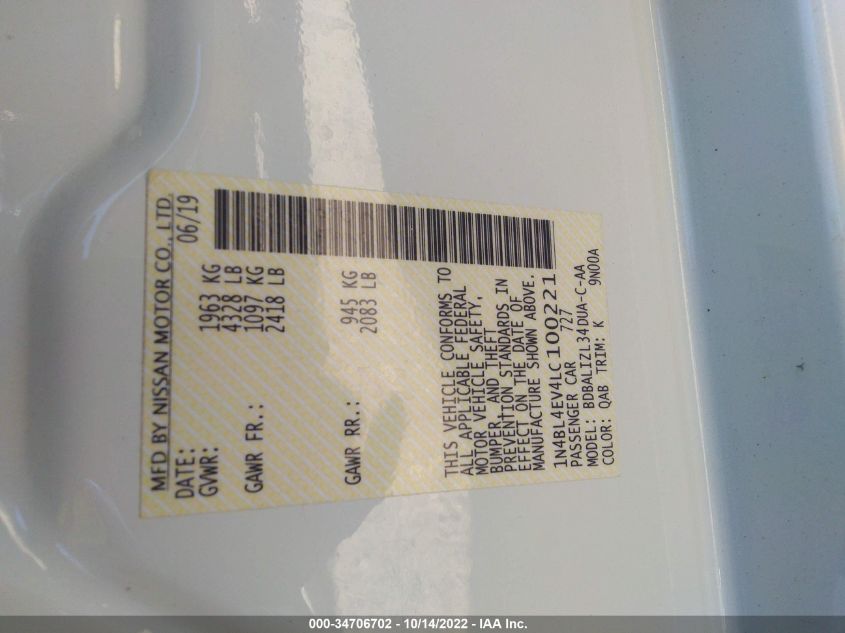 MFD BY NISSAN MOTOR CO., LTD.
DATE: 06/19
GVWR: 1963 KG
4328 LB
GAWR FR.: 1097 KG
2418 LB
GAWR RR.: 945 KG
2083 LB
THIS VEHICLE CONFORMS TO
ALL APPLICABLE FEDERAL
MOTOR VEHICLE SAFETY,
BUMPER, AND THEFT
PREVENTION STANDARDS IN
EFFECT ON THE DATE OF
MANUFACTURE SHOWN ABOVE.
1N4BL4EV4LC100221
PASSENGER CAR 727
MODEL: BDBALIZL34DUA-C-AA
COLOR: QAB TRIM: K 9N00A
000-34706702 - 10/14/2022 - IAA Inc.